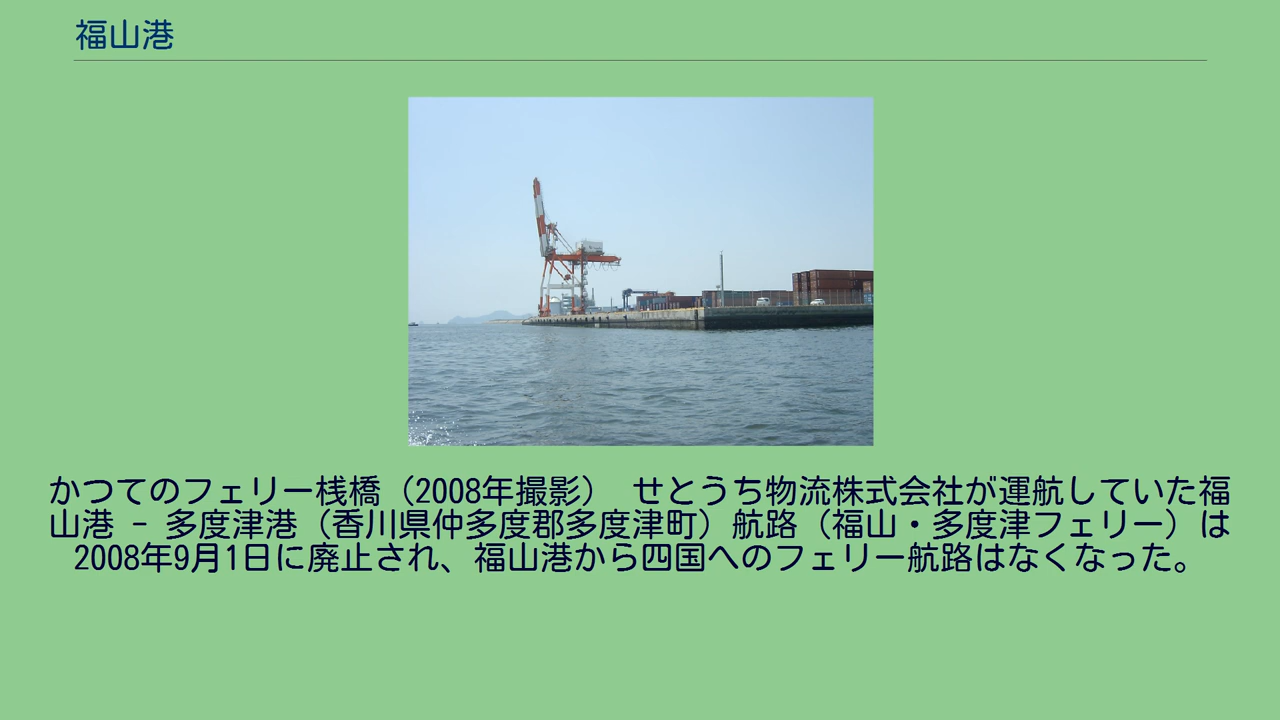 福山港
かつてのフェリー桟橋（2008年撮影）　せとうち物流株式会社が運航していた福
山港 - 多度津港（香川県仲多度郡多度津町）航路（福山・多度津フェリー）は
2008年9月1日に廃止され、福山港から四国へのフェリー航路はなくなった。